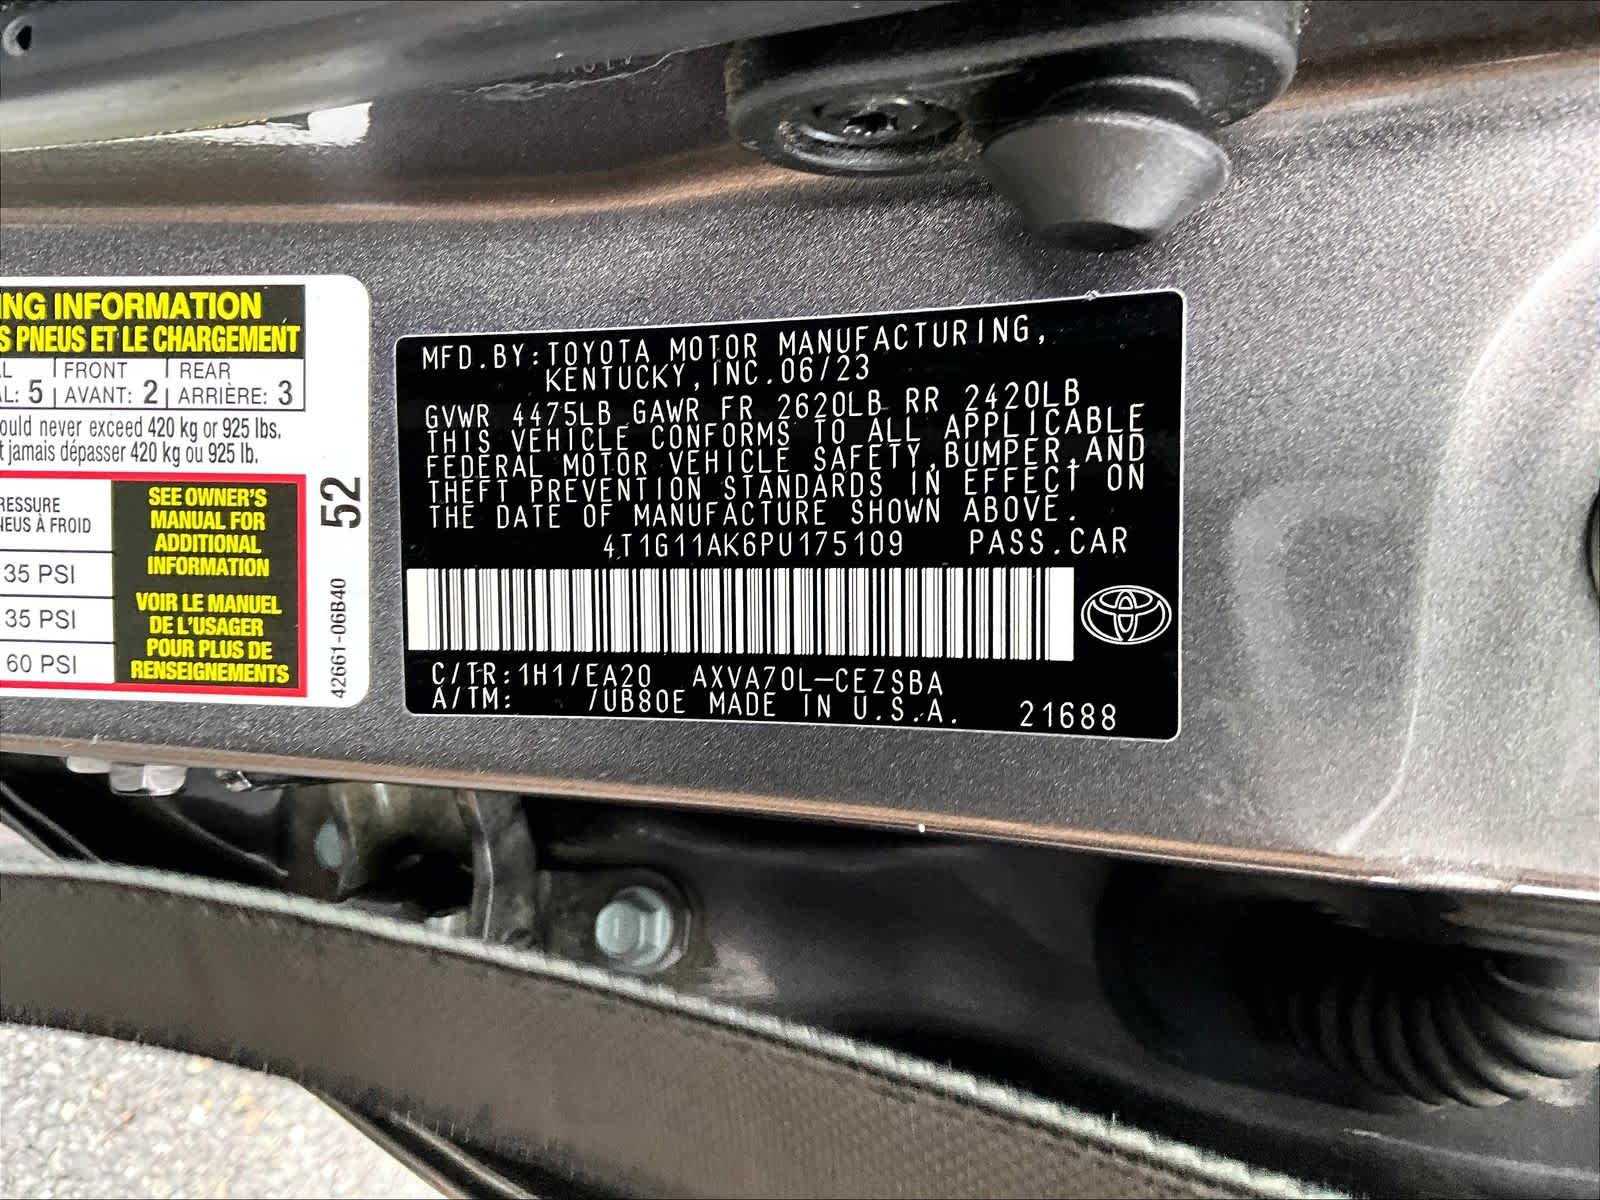 ING INFORMATION
S PNEUS ET LE CHARGEMENT
FRONT REAR
AL: 5 AVANT: 2 ARRIÈRE: 3
ould never exceed 420 kg or 925 lbs.
t jamais dépasser 420 kg ou 925 lb.
RESSURE
NEUS À FROID
35 PSI
35 PSI
60 PSI
SEE OWNER'S
MANUAL FOR
ADDITIONAL
INFORMATION
VOIR LE MANUEL
DE L'USAGER
POUR PLUS DE
RENSEIGNEMENTS
52
42661-06B40
MFD.BY:TOYOTA MOTOR MANUFACTURING,
KENTUCKY,INC.06/23
GVWR 4475LB GAWR FR 2620LB RR 2420LB
THIS VEHICLE CONFORMS TO ALL APPLICABLE
FEDERAL MOTOR VEHICLE SAFETY,BUMPER,AND
THEFT PREVENTION STANDARDS IN EFFECT ON
THE DATE OF MANUFACTURE SHOWN ABOVE.
4T1G11AK6PU175109 PASS.CAR
C/TR:1H1/EA20 AXVA70L-CEZSBA
A/TM: /UB80E MADE IN U.S.A. 21688